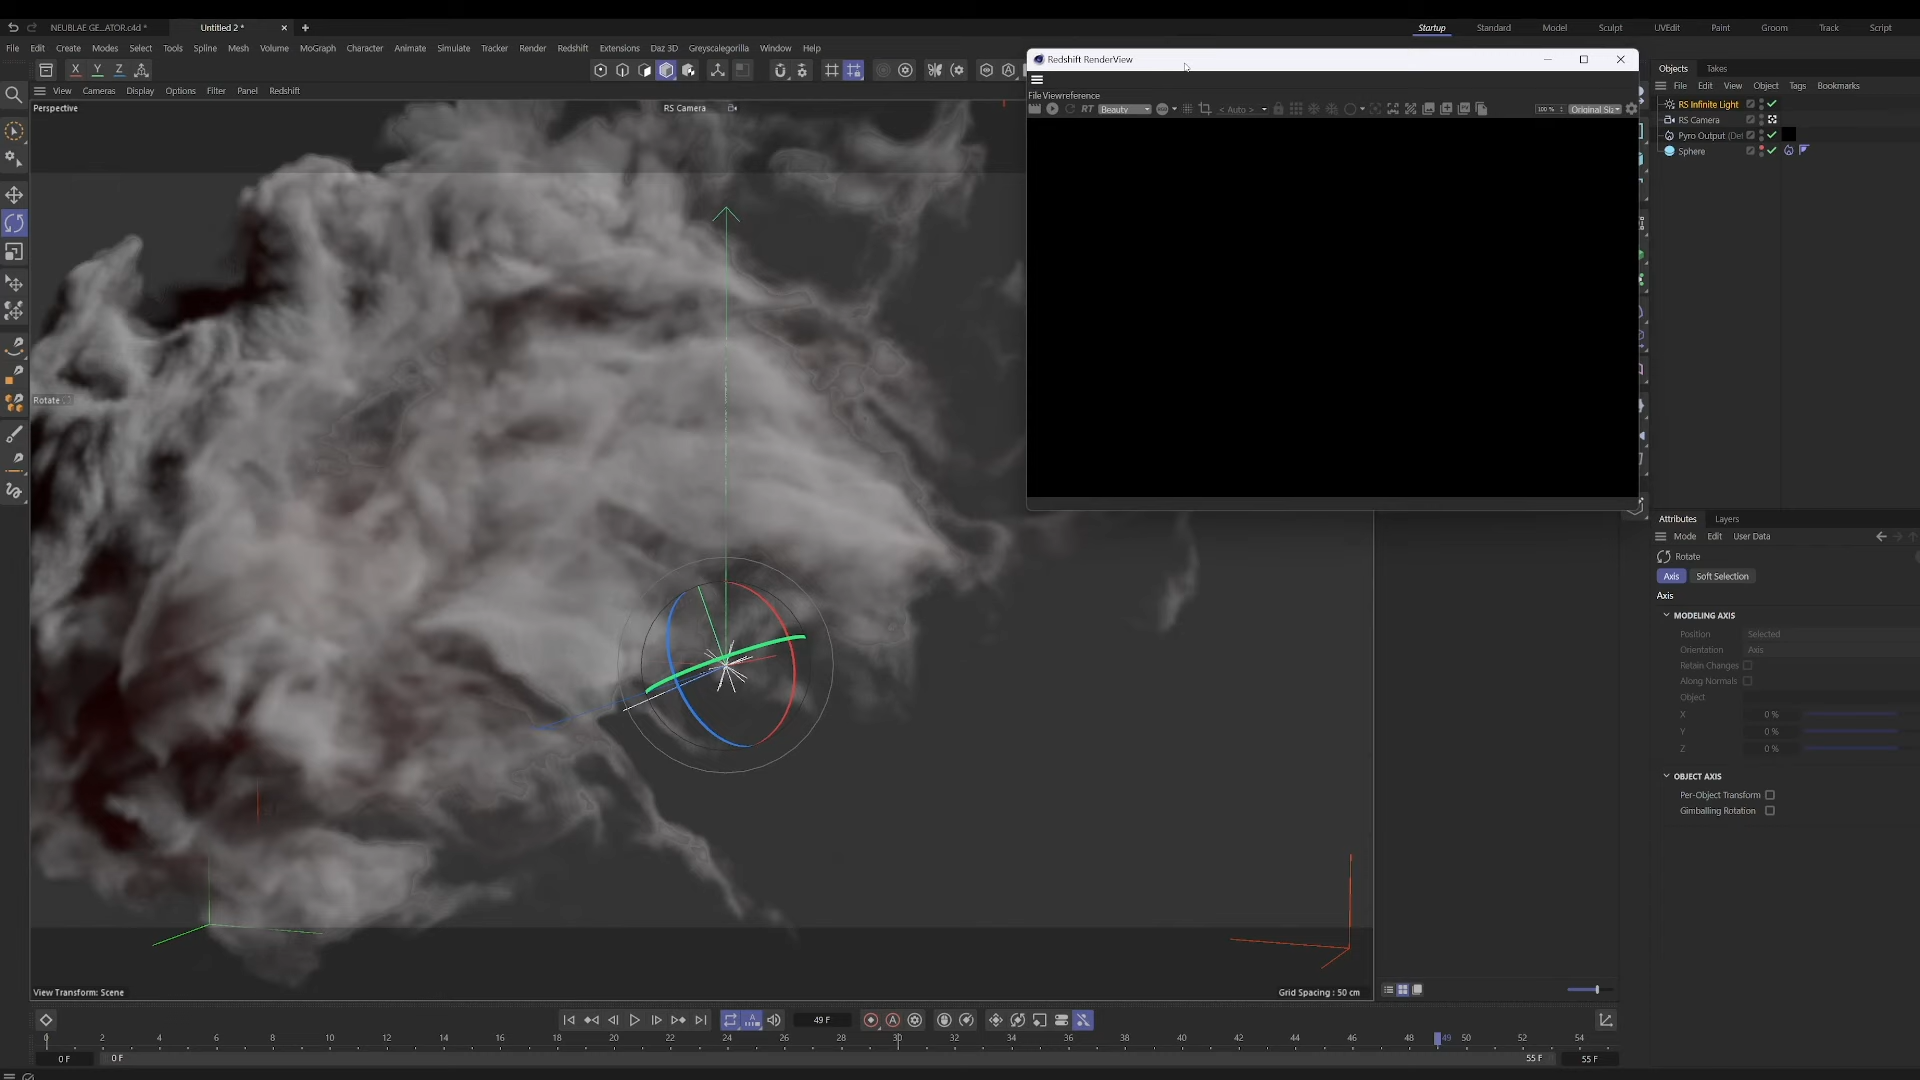 NEUBLAE GE...ATOR.c4d *
Untitled 2 *
Startup
Standard
Model
Sculpt
UVEdit
Paint
Groom
Track
Script
File Edit Create Modes Select Tools Spline Mesh Volume MoGraph Character Animate Simulate Tracker Render Redshift Extensions Daz 3D Greyscalegorilla Window Help
X Y Z
View Cameras Display Options Filter Panel Redshift
Perspective
RS Camera
Rotate
Redshift RenderView
File View Preference
RT
Beauty
< Auto >
100 %
Original Siz
Objects
Takes
File Edit View Object Tags Bookmarks
RS Infinite Light
RS Camera
Pyro Output (De
Sphere
Attributes
Layers
Mode Edit User Data
Rotate
Axis
Soft Selection
Axis
MODELING AXIS
Position Selected
Orientation Axis
Retain Changes
Along Normals
Object
X 0 %
Y 0 %
Z 0 %
OBJECT AXIS
Per-Object Transform
Gimballing Rotation
View Transform: Scene
Grid Spacing : 50 cm
49 F
0 2 4 6 8 10 12 14 16 18 20 22 24 26 28 30 32 34 36 38 40 42 44 46 48 49 50 52 54
0 F
0 F
55 F
55 F